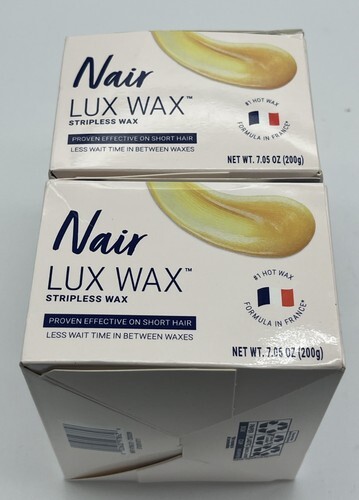 Nair
LUX WAX™
STRIPLESS WAX
PROVEN EFFECTIVE ON SHORT HAIR
LESS WAIT TIME IN BETWEEN WAXES
#1 HOT WAX
FORMULA IN FRANCE*
NET WT. 7.05 OZ (200g)
Nair
LUX WAX™
STRIPLESS WAX
PROVEN EFFECTIVE ON SHORT HAIR
LESS WAIT TIME IN BETWEEN WAXES
#1 HOT WAX
FORMULA IN FRANCE*
NET WT. 7.05 OZ (200g)